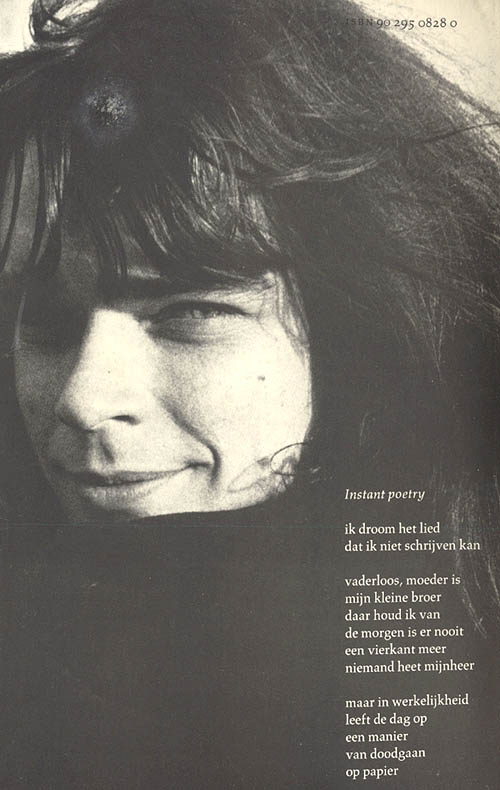 ISBN 90 295 0828 0
Instant poetry
ik droom het lied
dat ik niet schrijven kan
vaderloos, moeder is
mijn kleine broer
daar houd ik van
de morgen is er nooit
een vierkant meer
niemand heet mijnheer
maar in werkelijkheid
leeft de dag op
een manier
van doodgaan
op papier